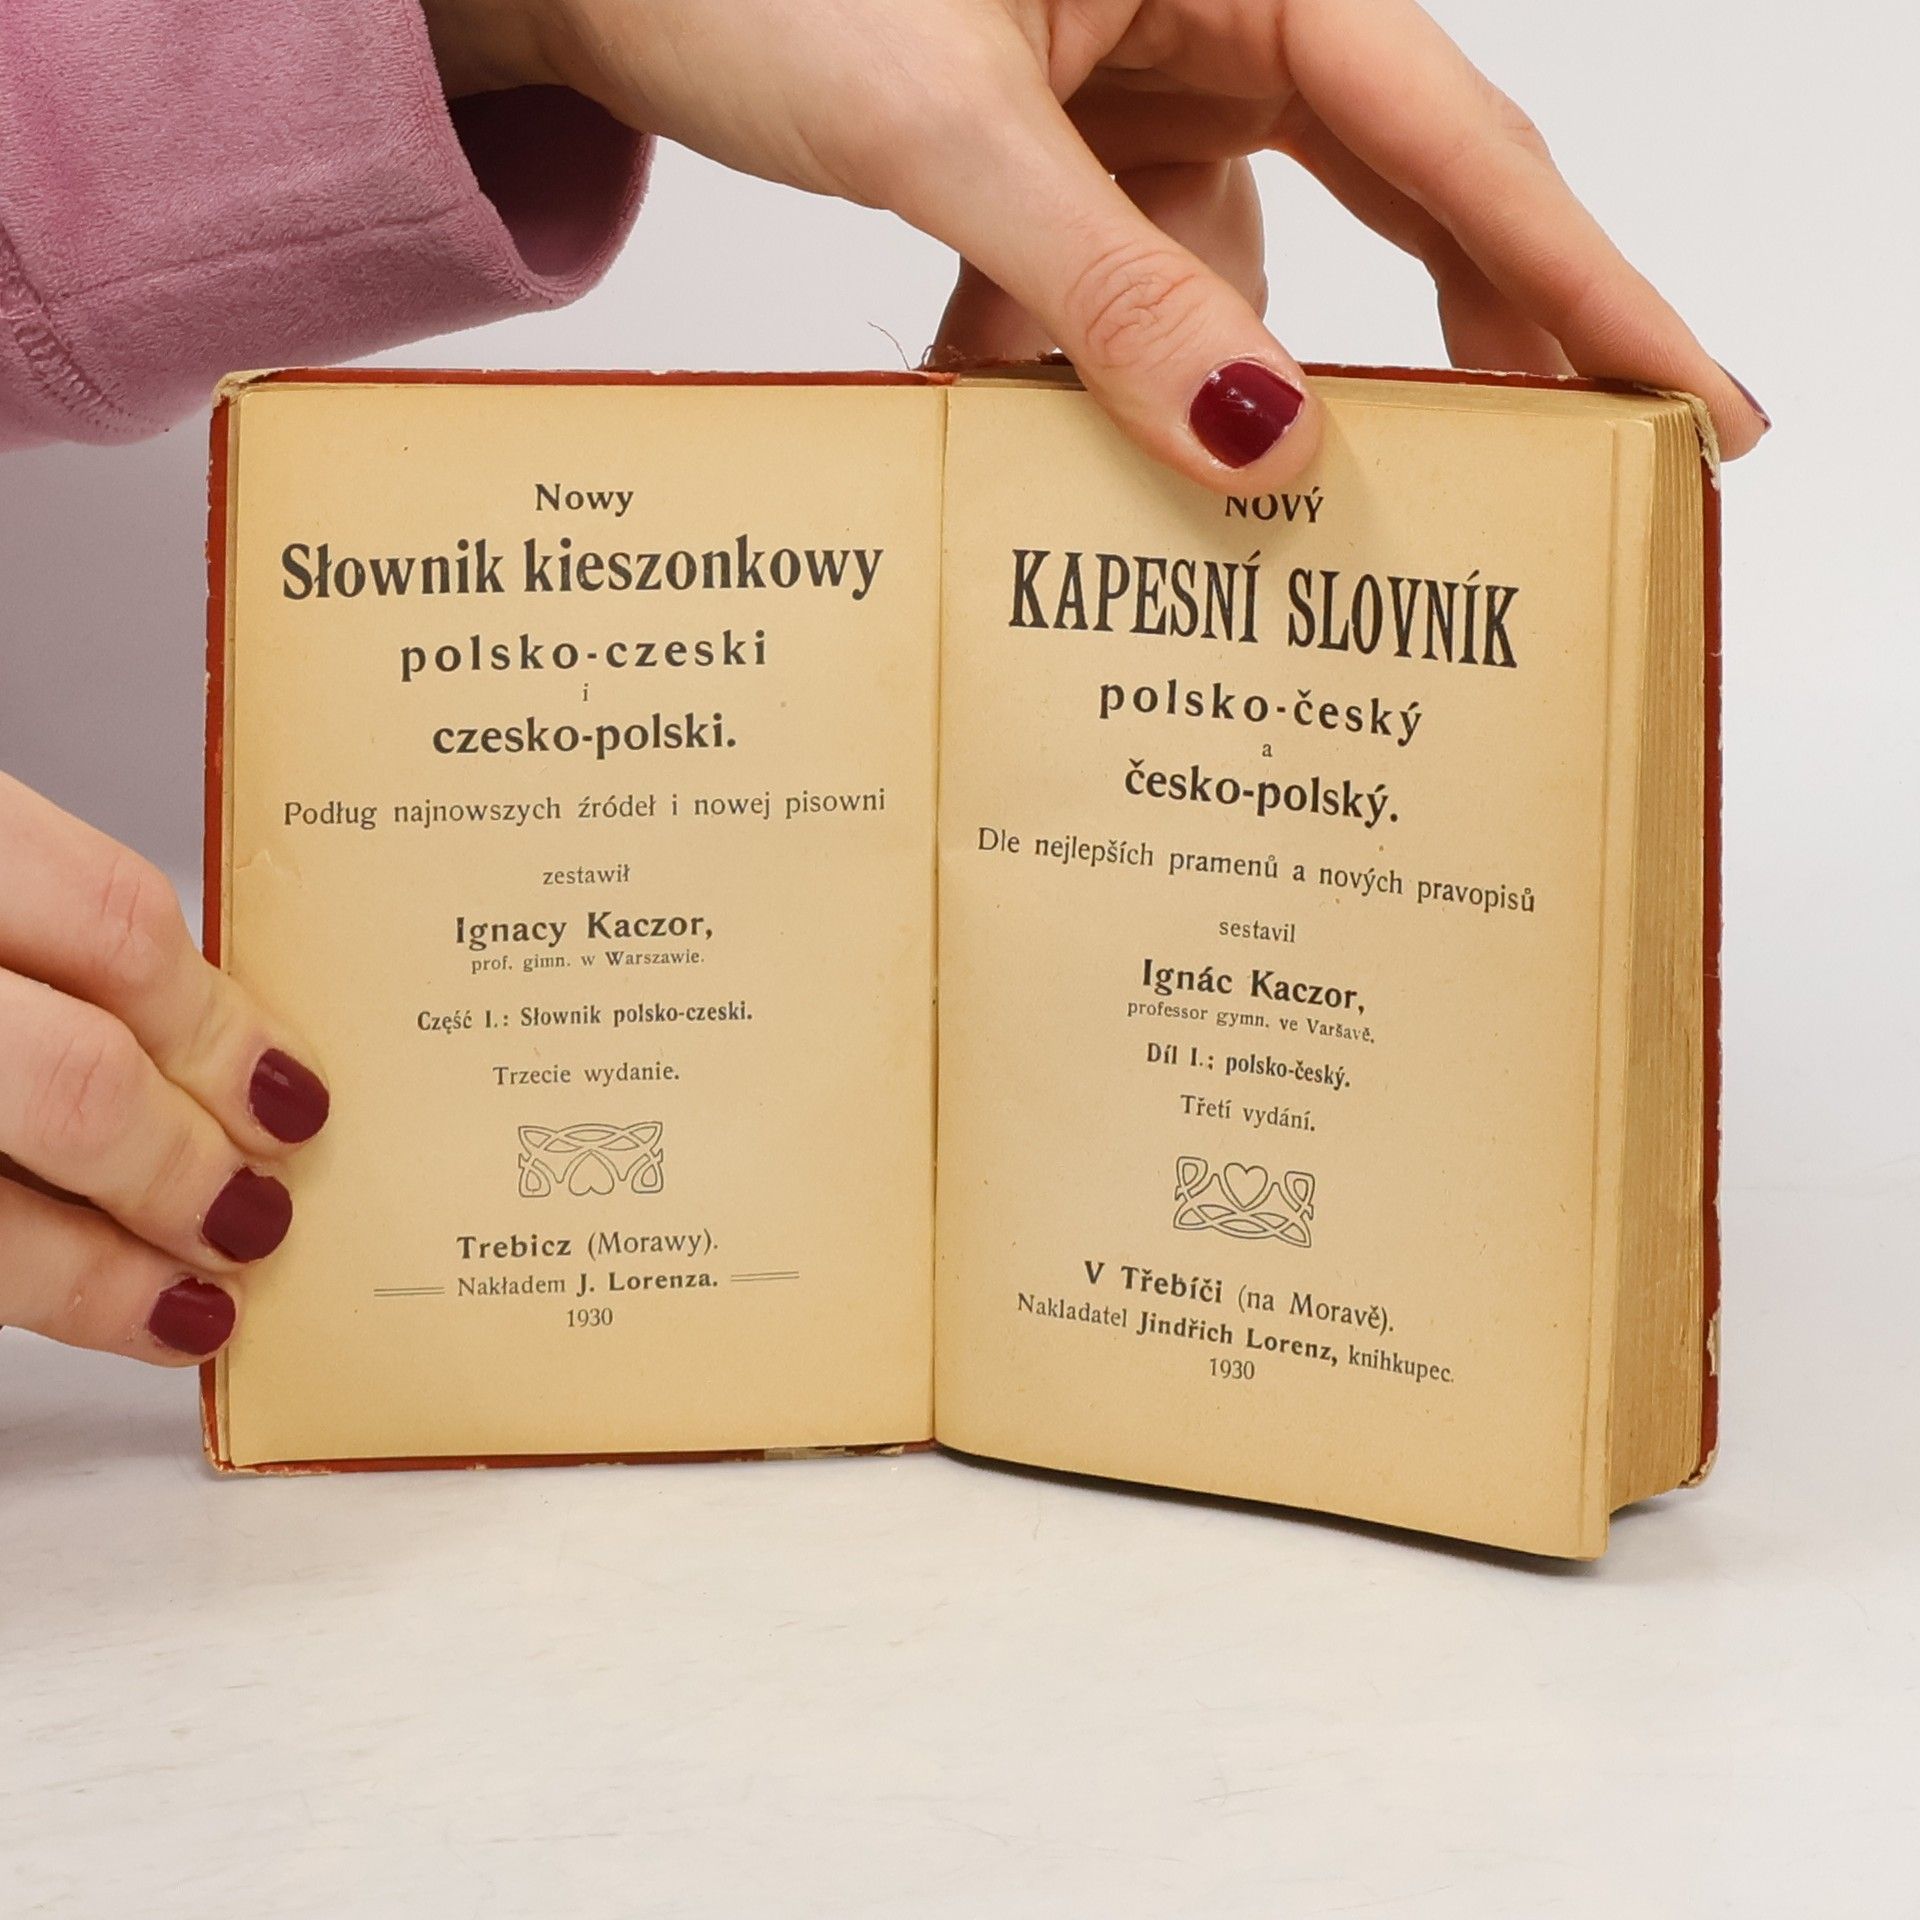 Nowy
Słownik kieszonkowy
polsko-czeski
i
czesko-polski.
Podług najnowszych źródeł i nowej pisowni
zestawił
Ignacy Kaczor,
prof. gimn. w Warszawie.
Część I.: Słownik polsko-czeski.
Trzecie wydanie.
Trebicz (Morawy).
Nakładem J. Lorenza.
1930
NOVÝ
KAPESNÍ SLOVNÍK
polsko-český
a
česko-polský.
Dle nejlepších pramenů a nových pravopisů
sestavil
Ignác Kaczor,
professor gymn. ve Varšavě.
Díl I.; polsko-český.
Třetí vydání.
V Třebíči (na Moravě).
Nakladatel Jindřich Lorenz, knihkupec.
1930